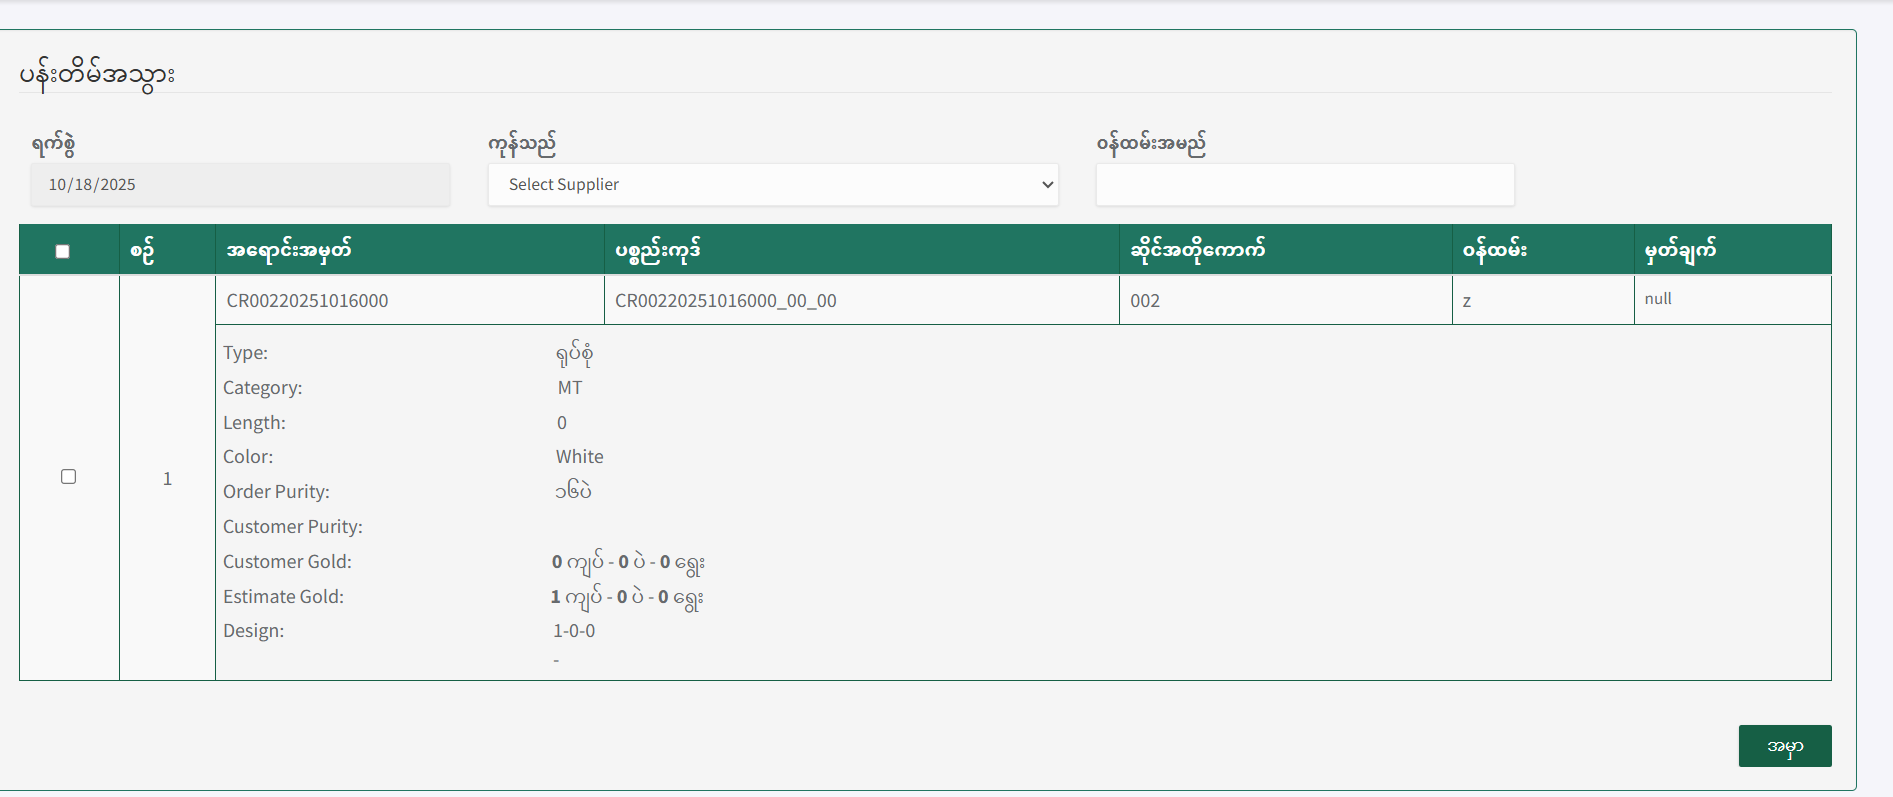 ပန်းတိမ်အသွား
ရက်စွဲ ကုန်သည် ဝန်ထမ်းအမည်
10/18/2025 Select Supplier
စဉ် အရောင်းအမှတ် ပစ္စည်းကုဒ် ဆိုင်အတိုကောက် ဝန်ထမ်း မှတ်ချက်
CR00220251016000 CR00220251016000_00_00 002 z null
Type: ရုပ်စုံ
Category: MT
Length: 0
Color: White
1 Order Purity: ၁၆ပဲ
Customer Purity:
Customer Gold: 0 ကျပ် - 0 ပဲ - 0 ရွေး
Estimate Gold: 1 ကျပ် - 0 ပဲ - 0 ရွေး
Design: 1-0-0
-
အမှာ